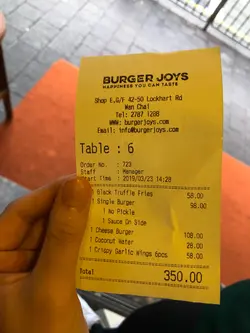 BURGER JOYS
HAPPINESS YOU CAN TASTE
Shop E,G/F 42-50 Lockhart Rd
Wan Chai
Tel: 2787 1288
WWW: burgerjoys.com
Email: info@burgerjoys.com
Table : 6
Order No. : 723
Staff : Manager
Start Time : 2019/03/23 14:28
1 Black Truffle Fries 58.00
1 Single Burger 98.00
1 No Pickle
1 Sauce On Side
1 Cheese Burger 108.00
1 Coconut Water 28.00
1 Crispy Garlic Wings 6pcs 58.00
Total 350.00